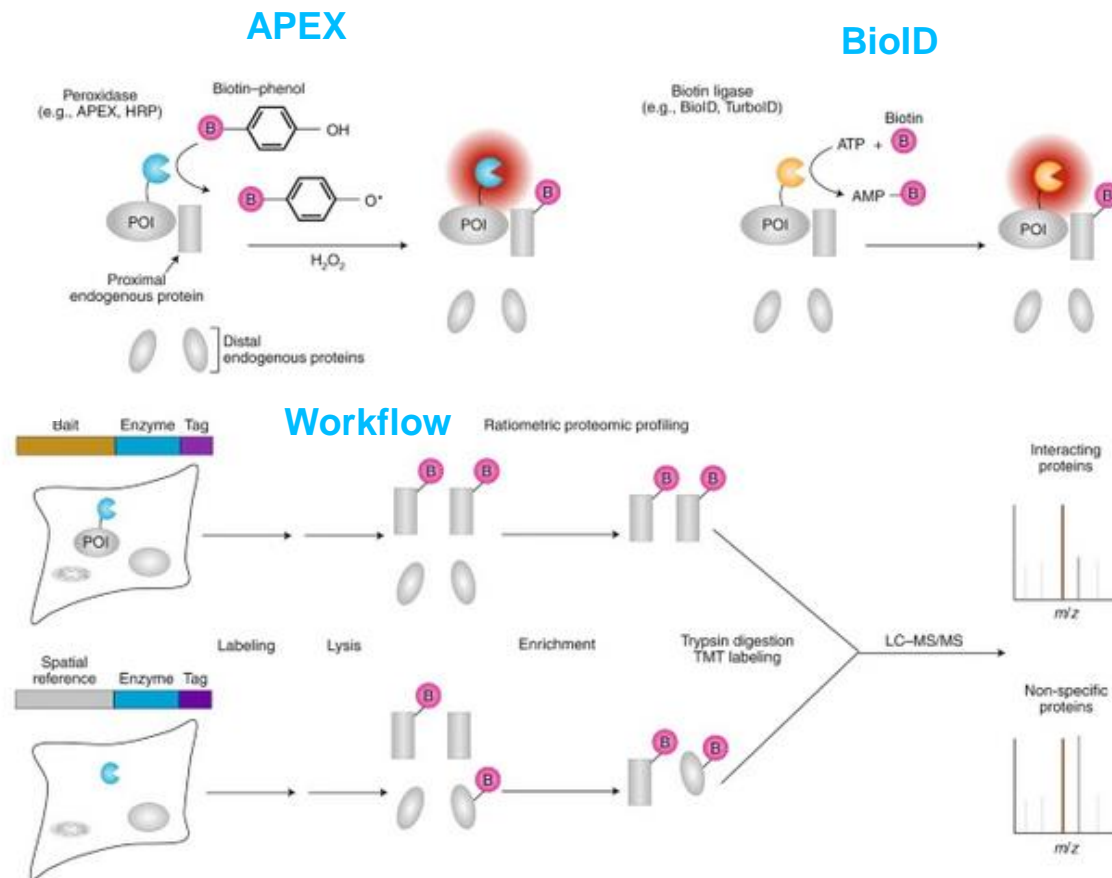 APEX
BioID
Peroxidase
(e.g., APEX, HRP)
Biotin–phenol
B
OH
B
O•
POI
H₂O₂
Proximal
endogenous protein
Distal
endogenous proteins
POI
B
Biotin ligase
(e.g., BioID, TurboID)
Biotin
ATP + B
AMP B
POI
POI
B
Workflow
Bait Enzyme Tag
Ratiometric proteomic profiling
POI
B B
B B
Interacting
proteins
m/z
Labeling
Lysis
Enrichment
Trypsin digestion
TMT labeling
LC–MS/MS
Spatial
reference
Enzyme Tag
B
B
B
B
Non-specific
proteins
m/z